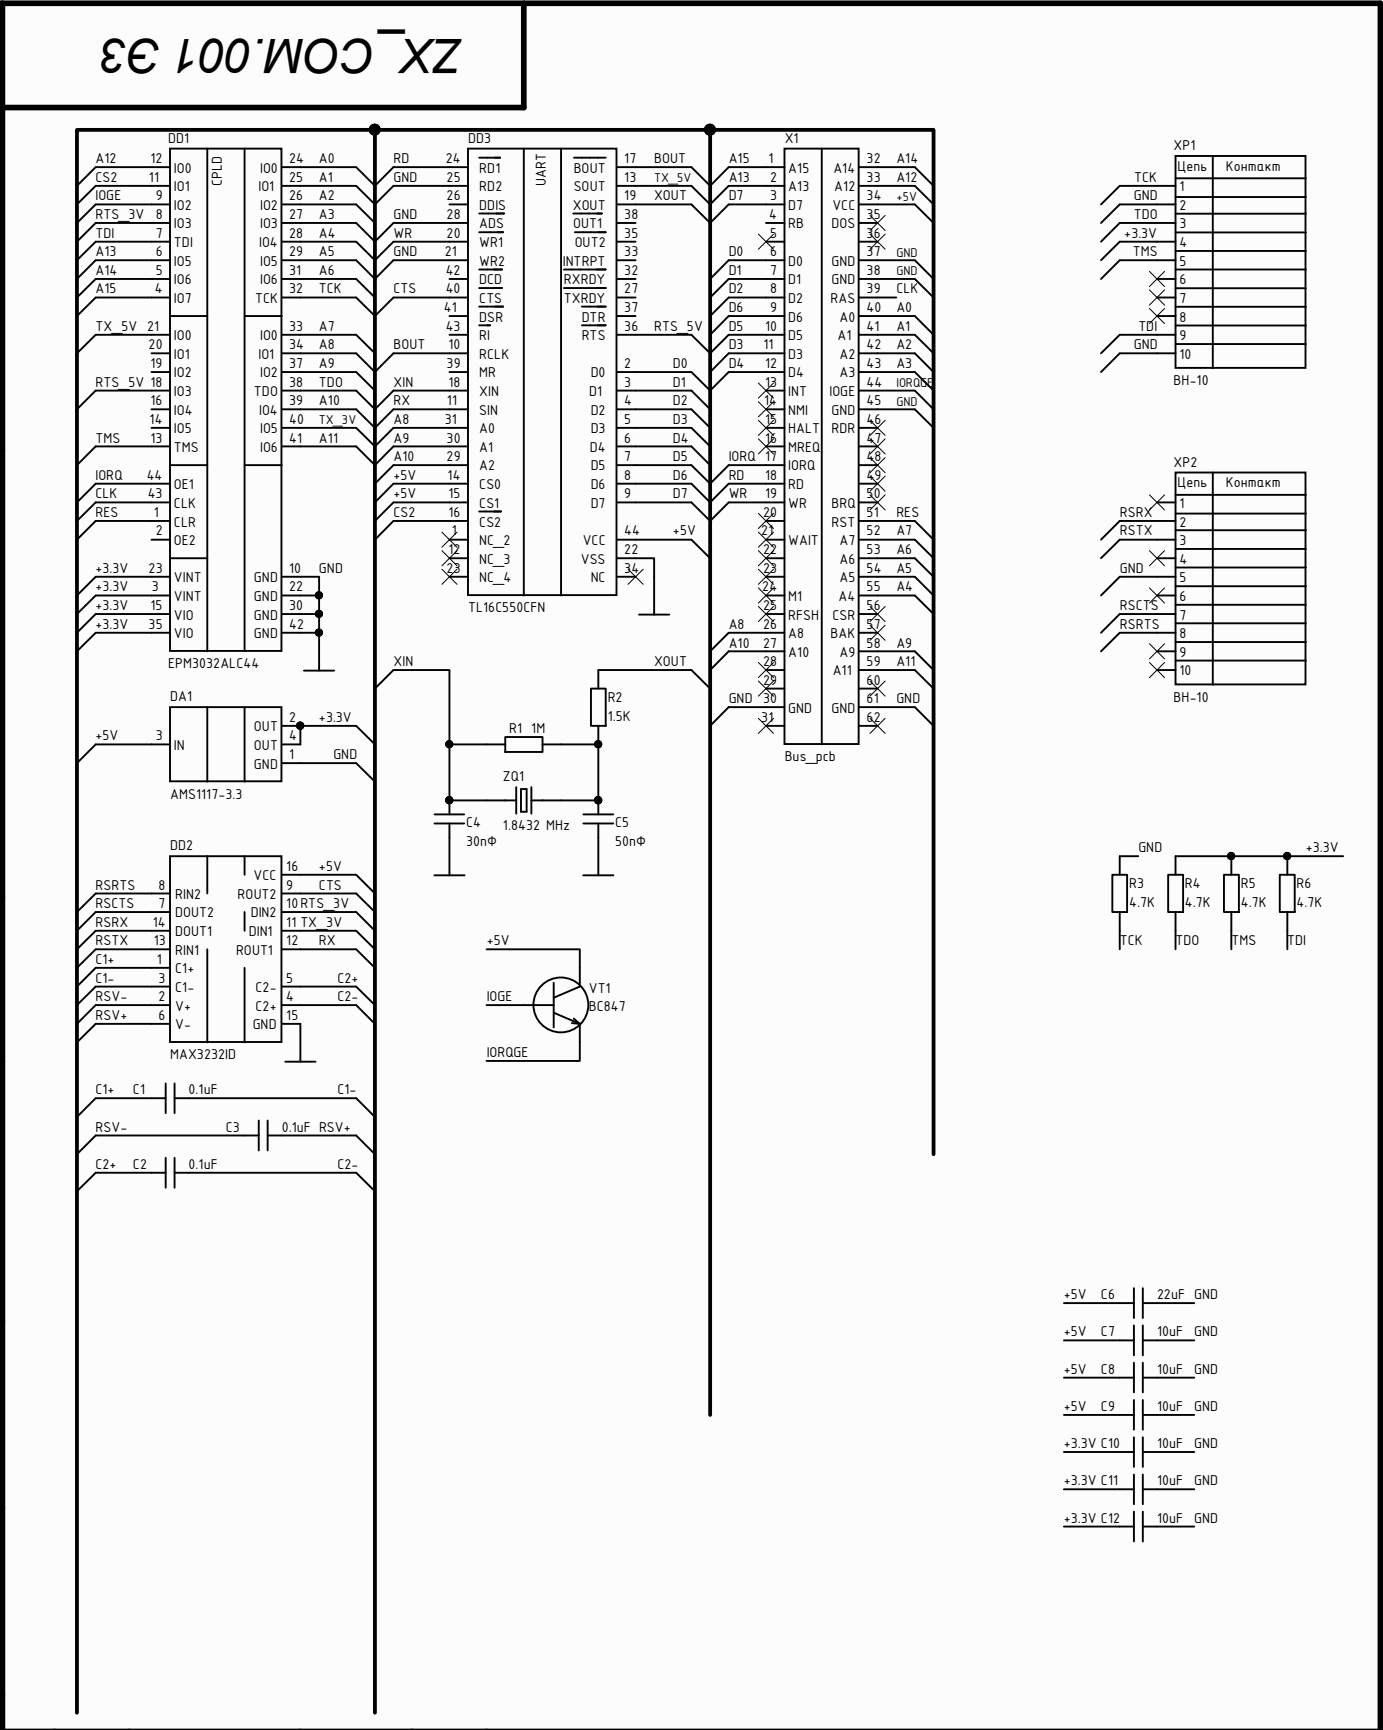 ZX_COM.001 ЭЗ
DD1
CPLD
A12 12 IO0 IO0 24 A0
CS2 11 IO1 IO1 25 A1
IOGE 9 IO2 IO2 26 A2
RTS_3V 8 IO3 IO3 27 A3
TDI 7 TDI IO4 28 A4
A13 6 IO5 IO5 29 A5
A14 5 IO6 IO6 31 A6
A15 4 IO7 TCK 32 TCK
TX_5V 21 IO0 IO0 33 A7
20 IO1 IO1 34 A8
19 IO2 IO2 37 A9
RTS_5V 18 IO3 TDO 38 TDO
16 IO4 IO4 39 A10
14 IO5 IO5 40 TX_3V
TMS 13 TMS IO6 41 A11
IORQ 44 OE1
CLK 43 CLK
RES 1 CLR
2 OE2
+3.3V 23 VINT GND 10 GND
+3.3V 3 VINT GND 22
+3.3V 15 VIO GND 30
+3.3V 35 VIO GND 42
EPM3032ALC44
DA1
OUT 2 +3.3V
+5V 3 IN OUT 4
GND 1 GND
AMS1117-3.3
DD2
VCC 16 +5V
RSRTS 8 RIN2 ROUT2 9 CTS
RSCTS 7 DOUT2 DIN2 10 RTS_3V
RSRX 14 DOUT1 DIN1 11 TX_3V
RSTX 13 RIN1 ROUT1 12 RX
C1+ 1 C1+
C1- 3 C1- C2- 5 C2+
RSV- 2 V+ C2+ 4 C2-
RSV+ 6 V- GND 15
MAX3232ID
C1+ C1 0.1uF C1-
RSV- C3 0.1uF RSV+
C2+ C2 0.1uF C2-
DD3
UART
RD 24 RD1 BOUT 17 BOUT
GND 25 RD2 SOUT 13 TX_5V
26 DDIS XOUT 19 XOUT
GND 28 ADS OUT1 38
WR 20 WR1 OUT2 35
GND 21 WR2 INTRPT 33
42 DCD RXRDY 32
CTS 40 CTS TXRDY 27
41 DSR DTR 37
43 RI RTS 36 RTS_5V
BOUT 10 RCLK
39 MR D0 2 D0
XIN 18 XIN D1 3 D1
RX 11 SIN D2 4 D2
A8 31 A0 D3 5 D3
A9 30 A1 D4 6 D4
A10 29 A2 D5 7 D5
+5V 14 CS0 D6 8 D6
+5V 15 CS1 D7 9 D7
CS2 16 CS2
1 NC_2 VCC 44 +5V
12 NC_3 VSS 22
23 NC_4 NC 34
TL16C550CFN
XIN XOUT
R2
1.5K
R1 1M
ZQ1
1.8432 MHz
C4
30пФ
C5
50пФ
+5V
IOGE
VT1
BC847
IORQGE
X1
A15 1 A15 A14 32 A14
A13 2 A13 A12 33 A12
D7 3 D7 VCC 34 +5V
4 RB DOS 35
5 36
D0 6 D0 GND 37 GND
D1 7 D1 GND 38 GND
D2 8 D2 RAS 39 CLK
D6 9 D6 A0 40 A0
D5 10 D5 A1 41 A1
D3 11 D3 A2 42 A2
D4 12 D4 A3 43 A3
13 INT IOGE 44 IORQGE
14 NMI GND 45 GND
15 HALT RDR 46
16 MREQ 47
IORQ 17 IORQ 48
RD 18 RD 49
WR 19 WR BRQ 50
20 RST 51 RES
21 WAIT A7 52 A7
22 A6 53 A6
23 A5 54 A5
24 M1 A4 55 A4
25 RFSH CSR 56
A8 26 A8 BAK 57
A10 27 A10 A9 58 A9
28 A11 59 A11
29 60
GND 30 GND GND 61 GND
31 62
Bus_pcb
XP1
Цепь Контакт
TCK 1
GND 2
TDO 3
+3.3V 4
TMS 5
6
7
8
TDI 9
GND 10
BH-10
XP2
Цепь Контакт
1
RSRX 2
RSTX 3
4
GND 5
6
RSCTS 7
RSRTS 8
9
10
BH-10
GND +3.3V
R3 R4 R5 R6
4.7K 4.7K 4.7K 4.7K
TCK TDO TMS TDI
+5V C6 22uF GND
+5V C7 10uF GND
+5V C8 10uF GND
+5V C9 10uF GND
+3.3V C10 10uF GND
+3.3V C11 10uF GND
+3.3V C12 10uF GND